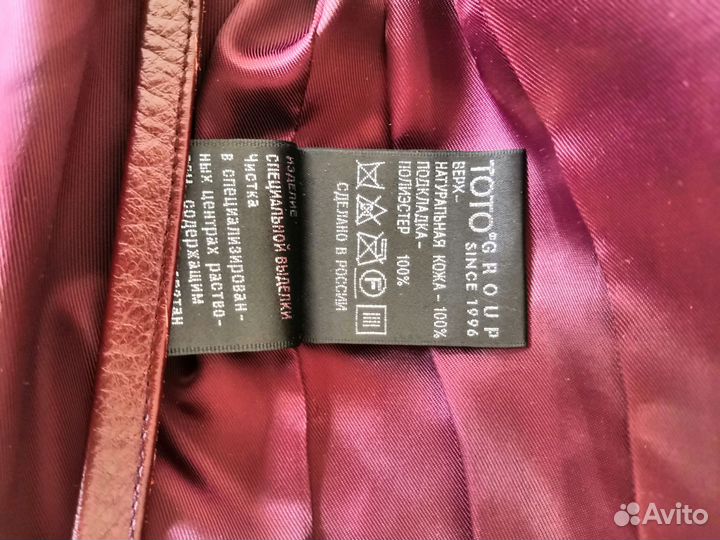 TOTO® GROUP
SINCE 1996
ВЕРХ-
НАТУРАЛЬНАЯ КОЖА - 100%
ПОДКЛАДКА-
ПОЛИЭСТЕР 100%
F
СДЕЛАНО В РОССИИ
ИЗДЕЛИЕ
СПЕЦИАЛЬНОЙ ВЫДЕЛКИ
Чистка
в специализирован-
ных центрах раство-
содержащим
Avito